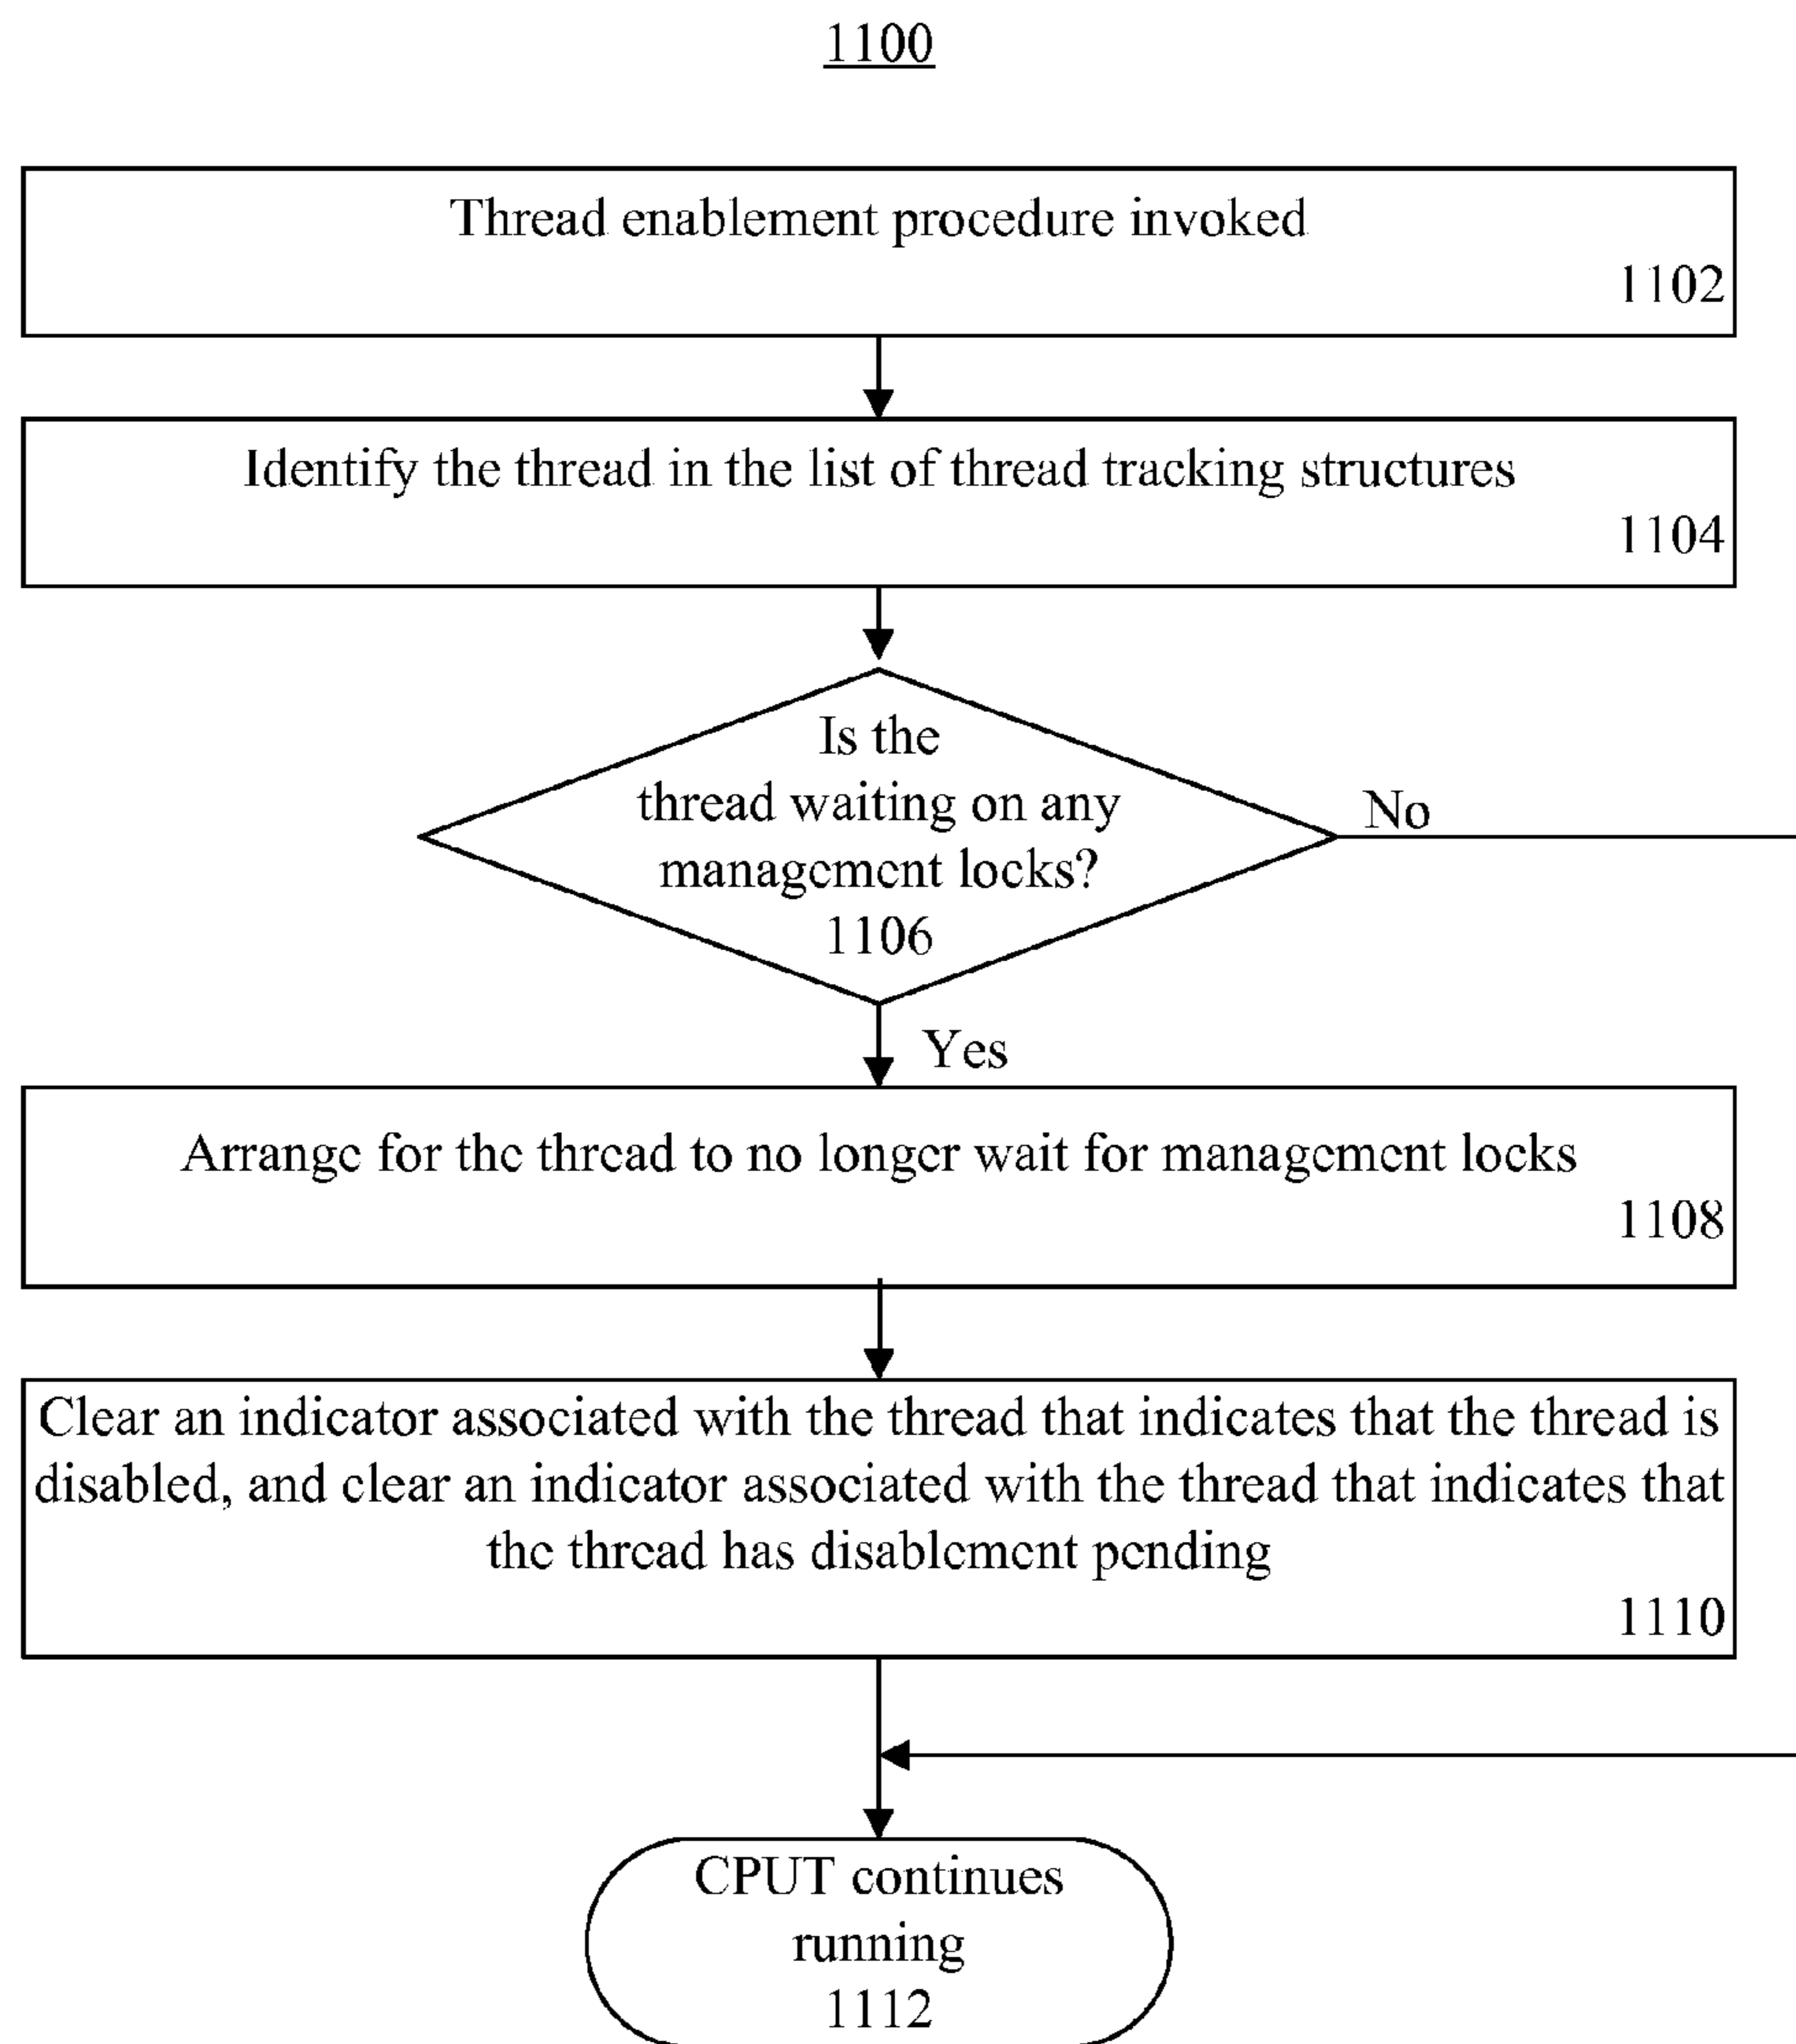 1100
Thread enablement procedure invoked
1102
Identify the thread in the list of thread tracking structures
1104
Is the
thread waiting on any
management locks?
1106
No
Yes
Arrange for the thread to no longer wait for management locks
1108
Clear an indicator associated with the thread that indicates that the thread is
disabled, and clear an indicator associated with the thread that indicates that
the thread has disablement pending
1110
CPUT continues
running
1112